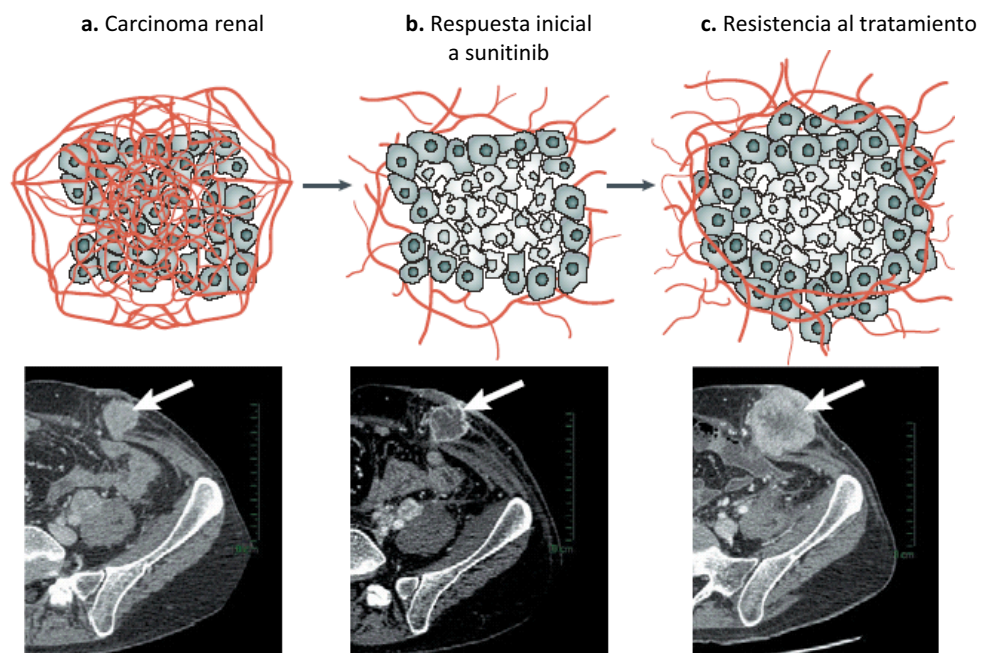 a. Carcinoma renal
b. Respuesta inicial
a sunitinib
c. Resistencia al tratamiento